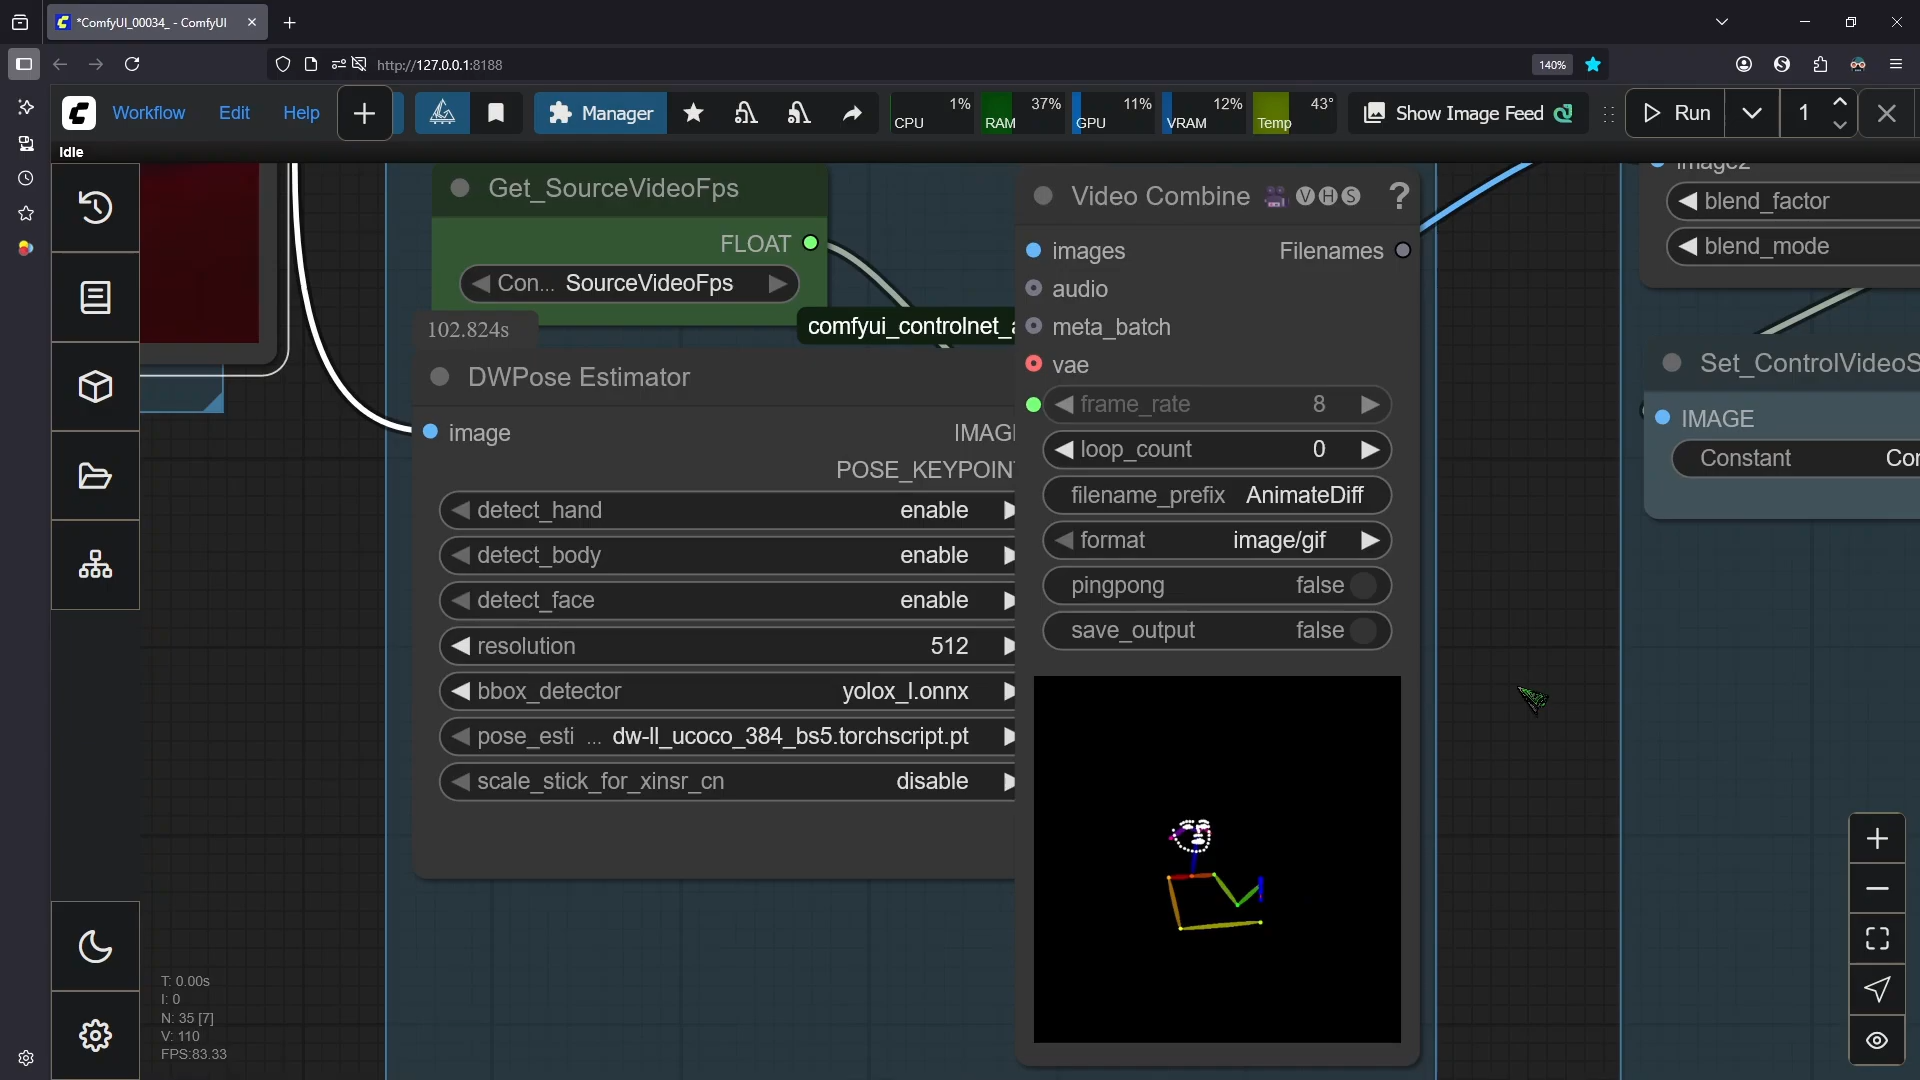 *ComfyUI_00034_ - ComfyUI
http://127.0.0.1:8188
140%
Workflow
Edit
Help
Manager
CPU 1%
RAM 37%
GPU 11%
VRAM 12%
Temp 43°
Show Image Feed
Run
1
Idle
Get_SourceVideoFps
FLOAT
Con... SourceVideoFps
102.824s
comfyui_controlnet_
DWPose Estimator
image
IMAG
POSE_KEYPOIN
detect_hand enable
detect_body enable
detect_face enable
resolution 512
bbox_detector yolox_l.onnx
pose_esti ... dw-ll_ucoco_384_bs5.torchscript.pt
scale_stick_for_xinsr_cn disable
Video Combine VHS ?
images Filenames
audio
meta_batch
vae
frame_rate 8
loop_count 0
filename_prefix AnimateDiff
format image/gif
pingpong false
save_output false
image2
blend_factor
blend_mode
Set_ControlVideoS
IMAGE
Constant Cor
T: 0.00s
I: 0
N: 35 [7]
V: 110
FPS:83.33